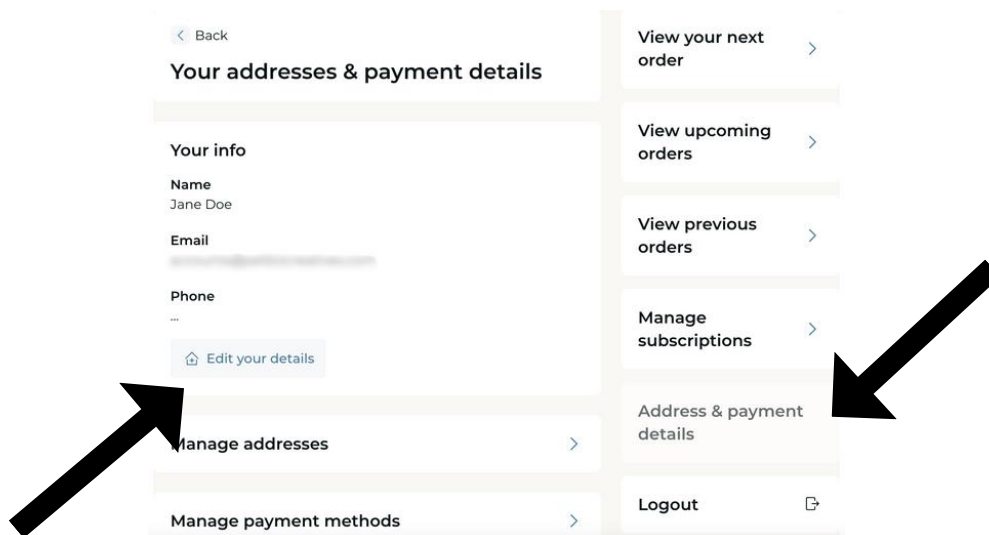 Back
Your addresses & payment details
Your info
Name
Jane Doe
Email
Phone
...
Edit your details
Manage addresses
Manage payment methods
View your next
order
View upcoming
orders
View previous
orders
Manage
subscriptions
Address & payment
details
Logout